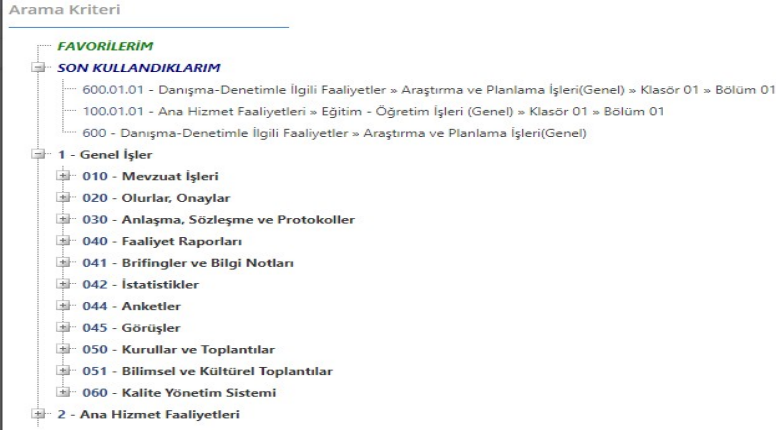 Arama Kriteri
FAVORİLERİM
SON KULLANDIKLARIM
600.01.01 - Danışma-Denetimle İlgili Faaliyetler » Araştırma ve Planlama İşleri(Genel) » Klasör 01 » Bölüm 01
100.01.01 - Ana Hizmet Faaliyetleri » Eğitim - Öğretim İşleri (Genel) » Klasör 01 » Bölüm 01
600 - Danışma-Denetimle İlgili Faaliyetler » Araştırma ve Planlama İşleri(Genel)
1 - Genel İşler
010 - Mevzuat İşleri
020 - Olurlar, Onaylar
030 - Anlaşma, Sözleşme ve Protokoller
040 - Faaliyet Raporları
041 - Brifingler ve Bilgi Notları
042 - İstatistikler
044 - Anketler
045 - Görüşler
050 - Kurullar ve Toplantılar
051 - Bilimsel ve Kültürel Toplantılar
060 - Kalite Yönetim Sistemi
2 - Ana Hizmet Faaliyetleri